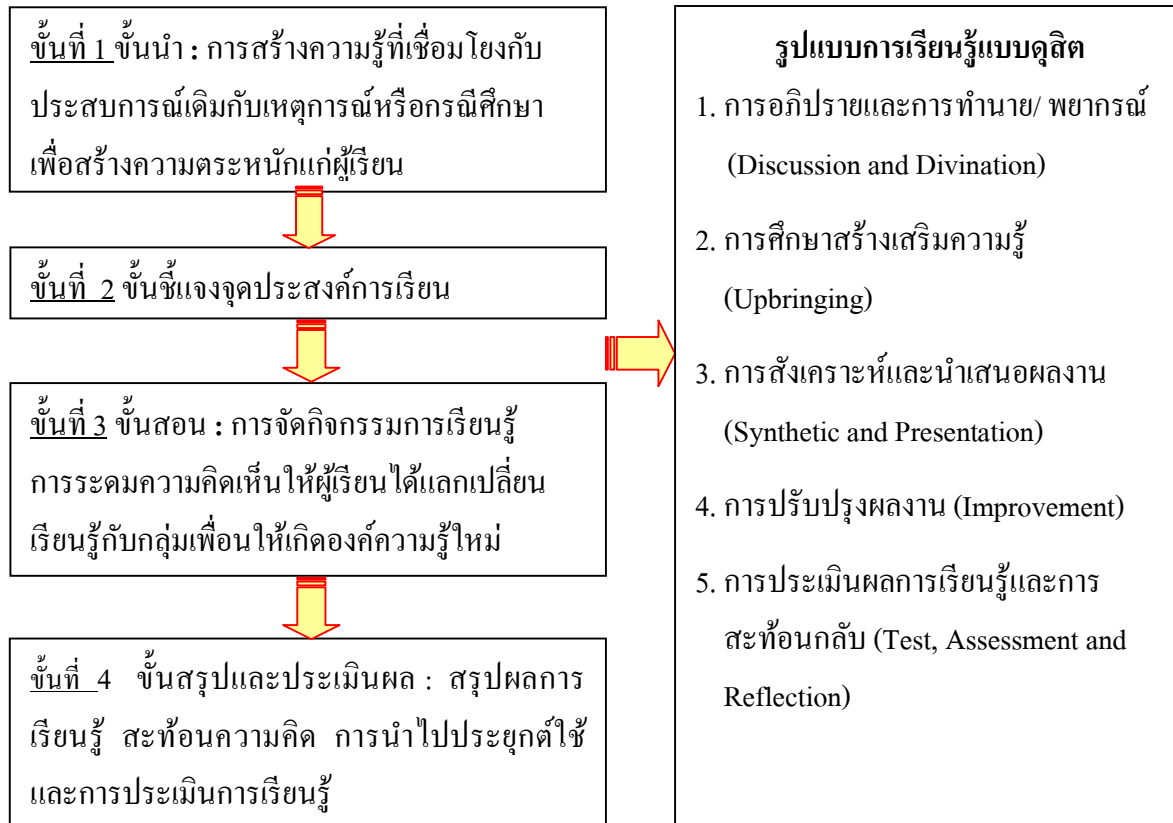 ขั้นที่ 1 ขั้นนำ : การสร้างความรู้ที่เชื่อมโยงกับ
ประสบการณ์เดิมกับเหตุการณ์หรือกรณีศึกษา
เพื่อสร้างความตระหนักแก่ผู้เรียน
ขั้นที่ 2 ขั้นชี้แจงจุดประสงค์การเรียน
ขั้นที่ 3 ขั้นสอน : การจัดกิจกรรมการเรียนรู้
การระดมความคิดเห็นให้ผู้เรียนได้แลกเปลี่ยน
เรียนรู้กับกลุ่มเพื่อนให้เกิดองค์ความรู้ใหม่
ขั้นที่ 4 ขั้นสรุปและประเมินผล : สรุปผลการ
เรียนรู้ สะท้อนความคิด การนำไปประยุกต์ใช้
และการประเมินการเรียนรู้
รูปแบบการเรียนรู้แบบดุสิต
1. การอภิปรายและการทำนาย/ พยากรณ์
(Discussion and Divination)
2. การศึกษาสร้างเสริมความรู้
(Upbringing)
3. การสังเคราะห์และนำเสนอผลงาน
(Synthetic and Presentation)
4. การปรับปรุงผลงาน (Improvement)
5. การประเมินผลการเรียนรู้และการ
สะท้อนกลับ (Test, Assessment and
Reflection)